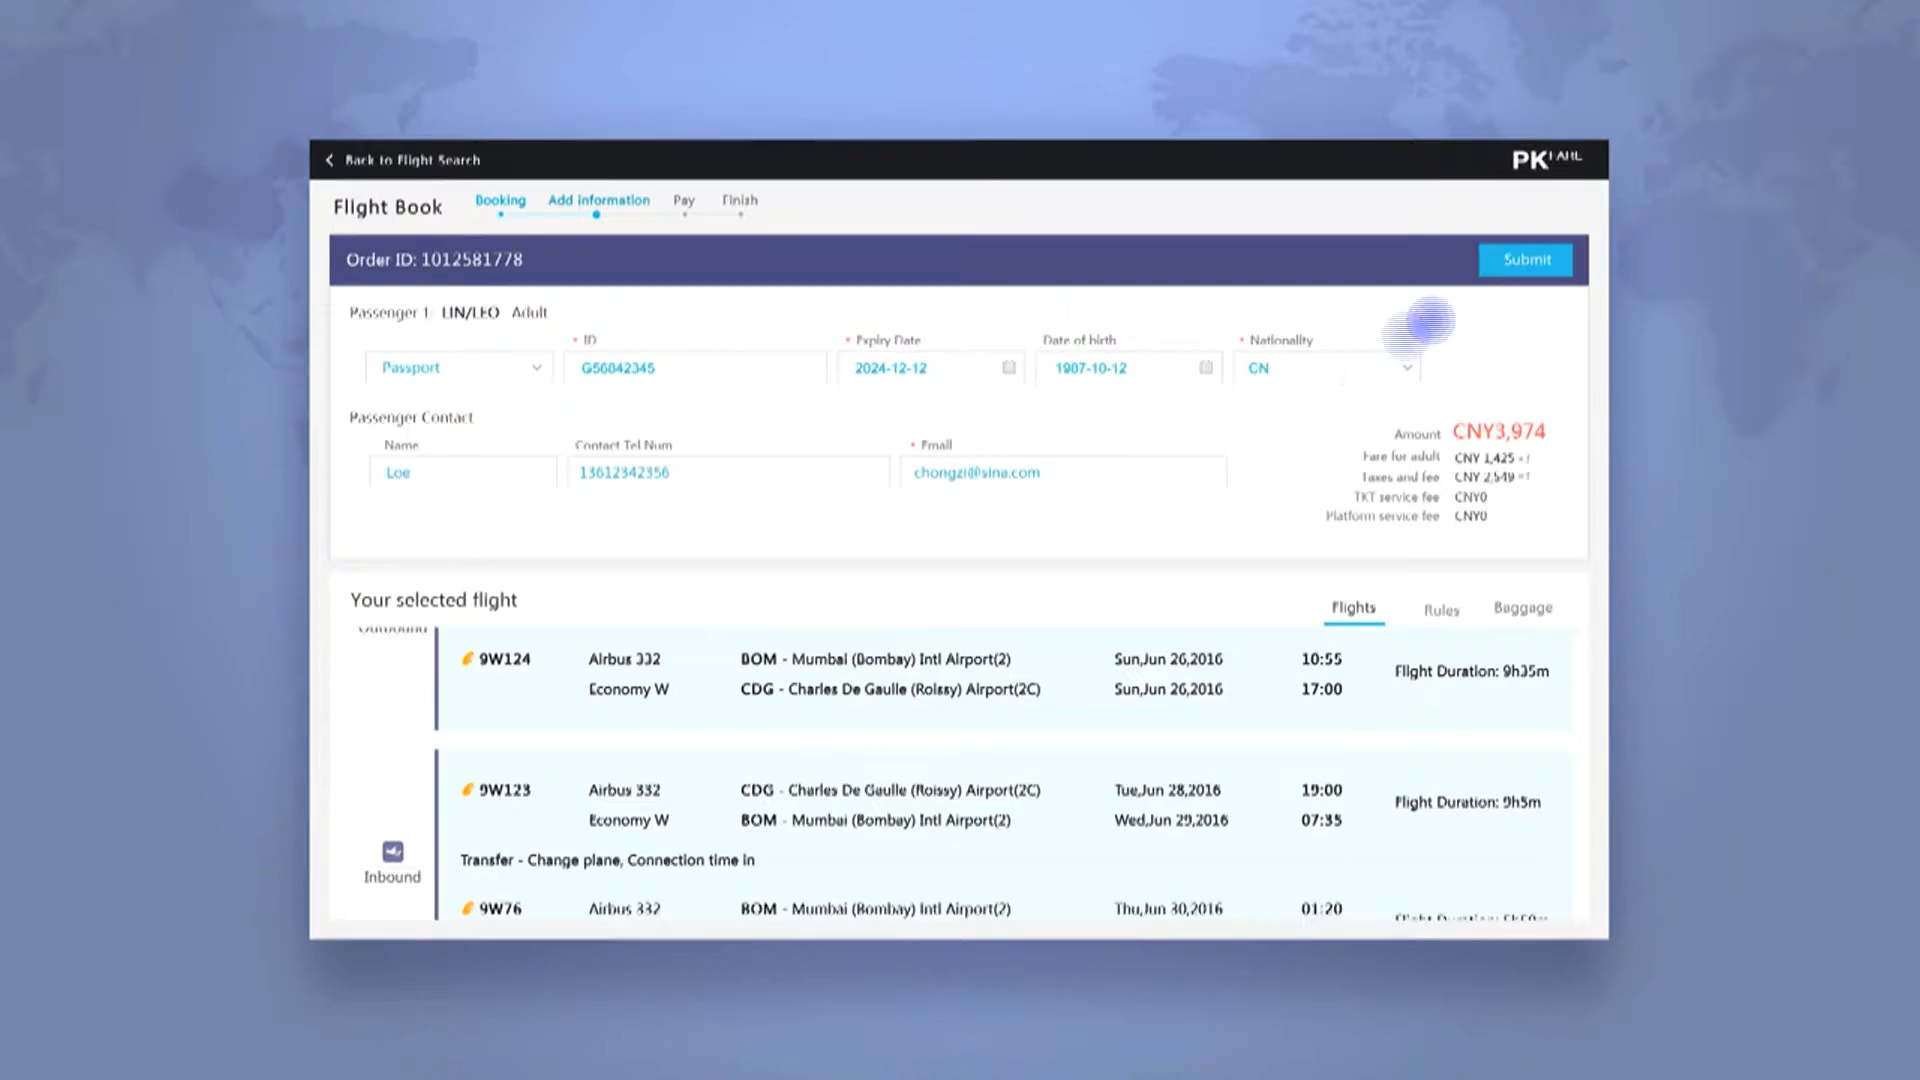 Back to Flight Search
PKFARE
Flight Book
Booking
Add information
Pay
Finish
Order ID: 1012581778
Submit
Passenger 1 LIN/LEO Adult
* ID
* Expiry Date
Date of birth
* Nationality
Passport
G56042345
2024-12-12
1987-10-12
CN
Passenger Contact
Name
Contact Tel Num
* Email
Loe
13612342356
chongzi@sina.com
Amount CNY3,974
Fare for adult CNY 1,425 ×1
Taxes and fee CNY 2,549 ×1
TKT service fee CNY0
Platform service fee CNY0
Your selected flight
Flights
Rules
Baggage
Outbound
9W124 Airbus 332 BOM - Mumbai (Bombay) Intl Airport(2) Sun,Jun 26,2016 10:55
Flight Duration: 9h35m
Economy W CDG - Charles De Gaulle (Roissy) Airport(2C) Sun,Jun 26,2016 17:00
9W123 Airbus 332 CDG - Charles De Gaulle (Roissy) Airport(2C) Tue,Jun 28,2016 19:00
Flight Duration: 9h5m
Economy W BOM - Mumbai (Bombay) Intl Airport(2) Wed,Jun 29,2016 07:35
Transfer - Change plane, Connection time in
Inbound
9W76 Airbus 332 BOM - Mumbai (Bombay) Intl Airport(2) Thu,Jun 30,2016 01:20
Flight Duration: